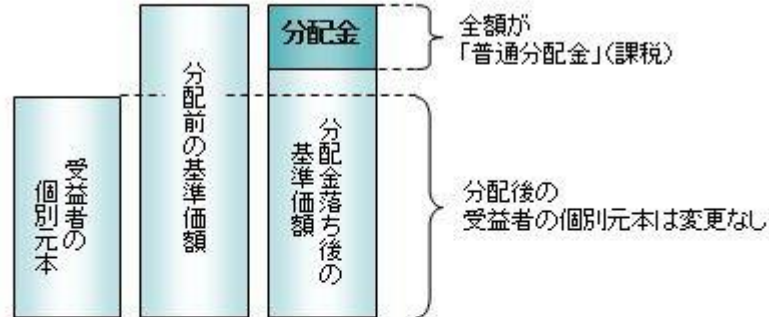 受益者の
個別元本
分配前の基準価額
分配金
分配金落ち後の
基準価額
全額が
「普通分配金」(課税)
分配後の
受益者の個別元本は変更なし